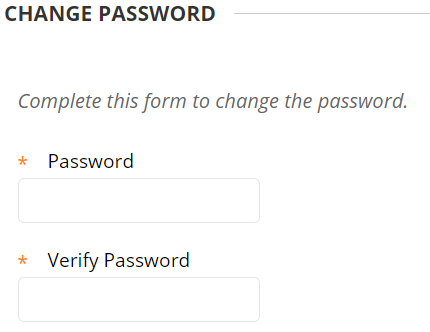 CHANGE PASSWORD
Complete this form to change the password.
* Password
* Verify Password